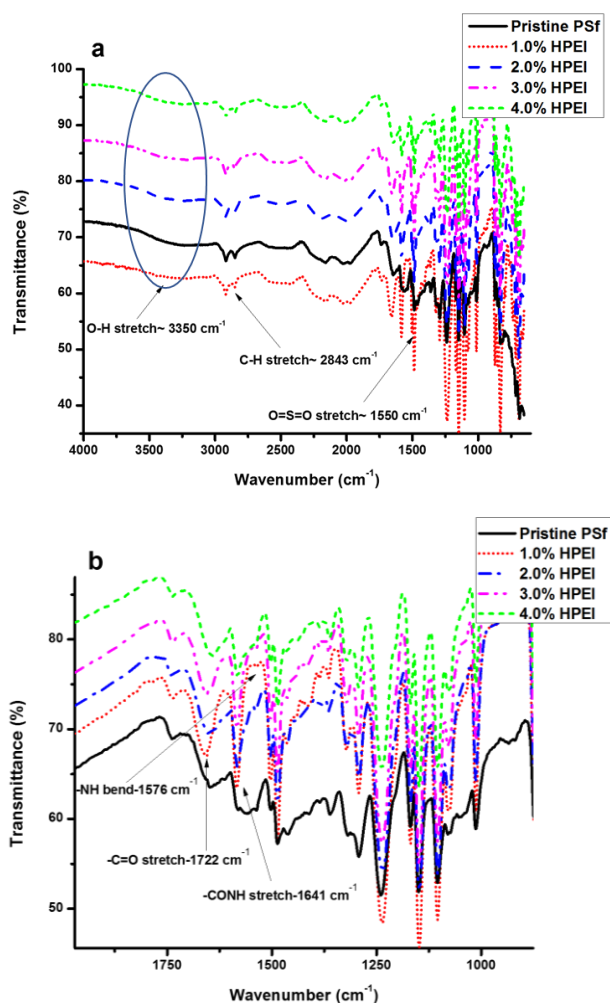 a
Pristine PSf
1.0% HPEI
2.0% HPEI
3.0% HPEI
4.0% HPEI
100
90
80
70
60
50
40
Transmittance (%)
O-H stretch~ 3350 cm⁻¹
C-H stretch~ 2843 cm⁻¹
O=S=O stretch~ 1550 cm⁻¹
4000 3500 3000 2500 2000 1500 1000
Wavenumber (cm⁻¹)
b
Pristine PSf
1.0% HPEI
2.0% HPEI
3.0% HPEI
4.0% HPEI
80
70
60
50
Transmittance (%)
-NH bend-1576 cm⁻¹
-C=O stretch-1722 cm⁻¹
-CONH stretch-1641 cm⁻¹
1750 1500 1250 1000
Wavenumber (cm⁻¹)